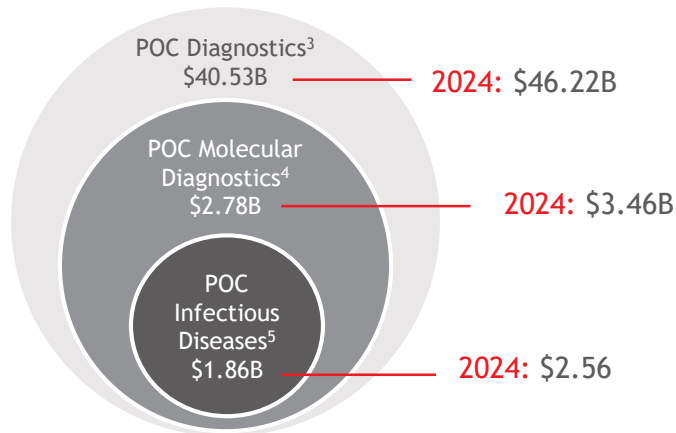 POC Diagnostics³
$40.53B
2024: $46.22B
POC Molecular
Diagnostics⁴
$2.78B
2024: $3.46B
POC
Infectious
Diseases⁵
$1.86B
2024: $2.56